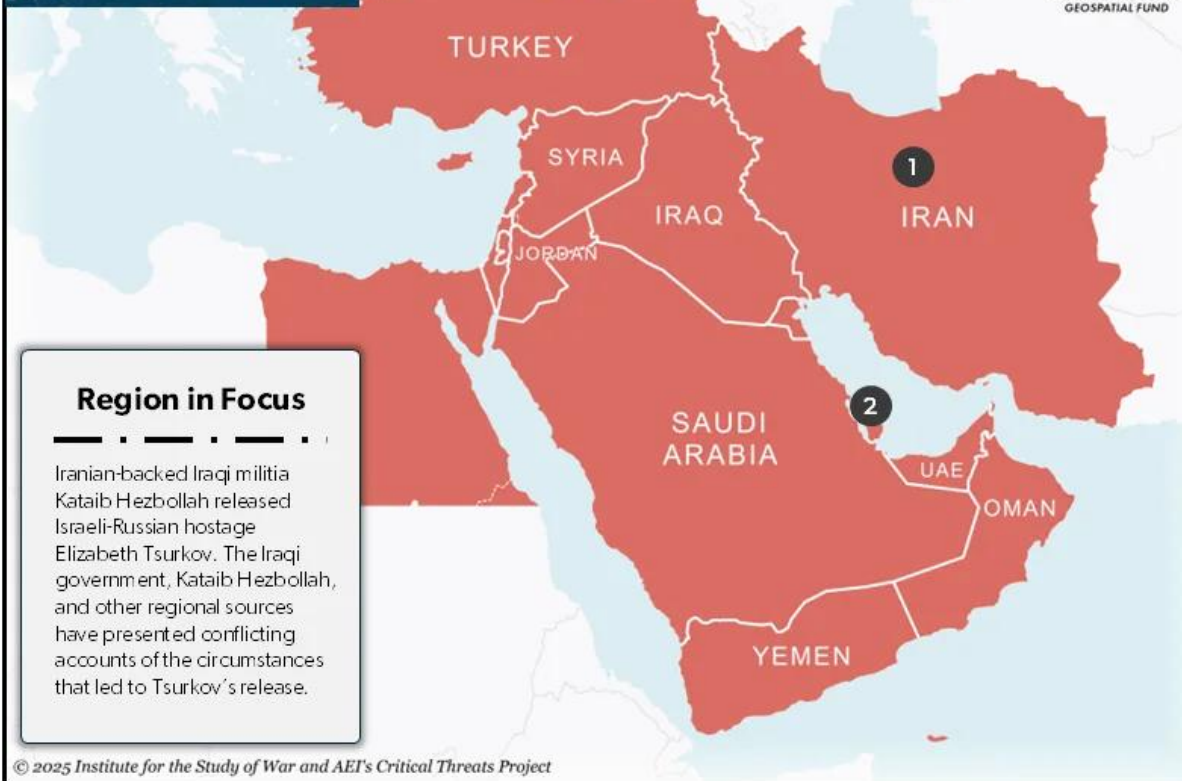 GEOSPATIAL FUND
TURKEY
SYRIA
1
IRAQ
IRAN
JORDAN
Region in Focus
2
SAUDI
ARABIA
UAE
Iranian-backed Iraqi militia
Kataib Hezbollah released
OMAN
Israeli-Russian hostage
Elizabeth Tsurkov. The Iraqi
government, Kataib Hezbollah,
and other regional sources
have presented conflicting
accounts of the circumstances
that led to Tsurkov's release.
YEMEN
© 2025 Institute for the Study of War and AEI's Critical Threats Project